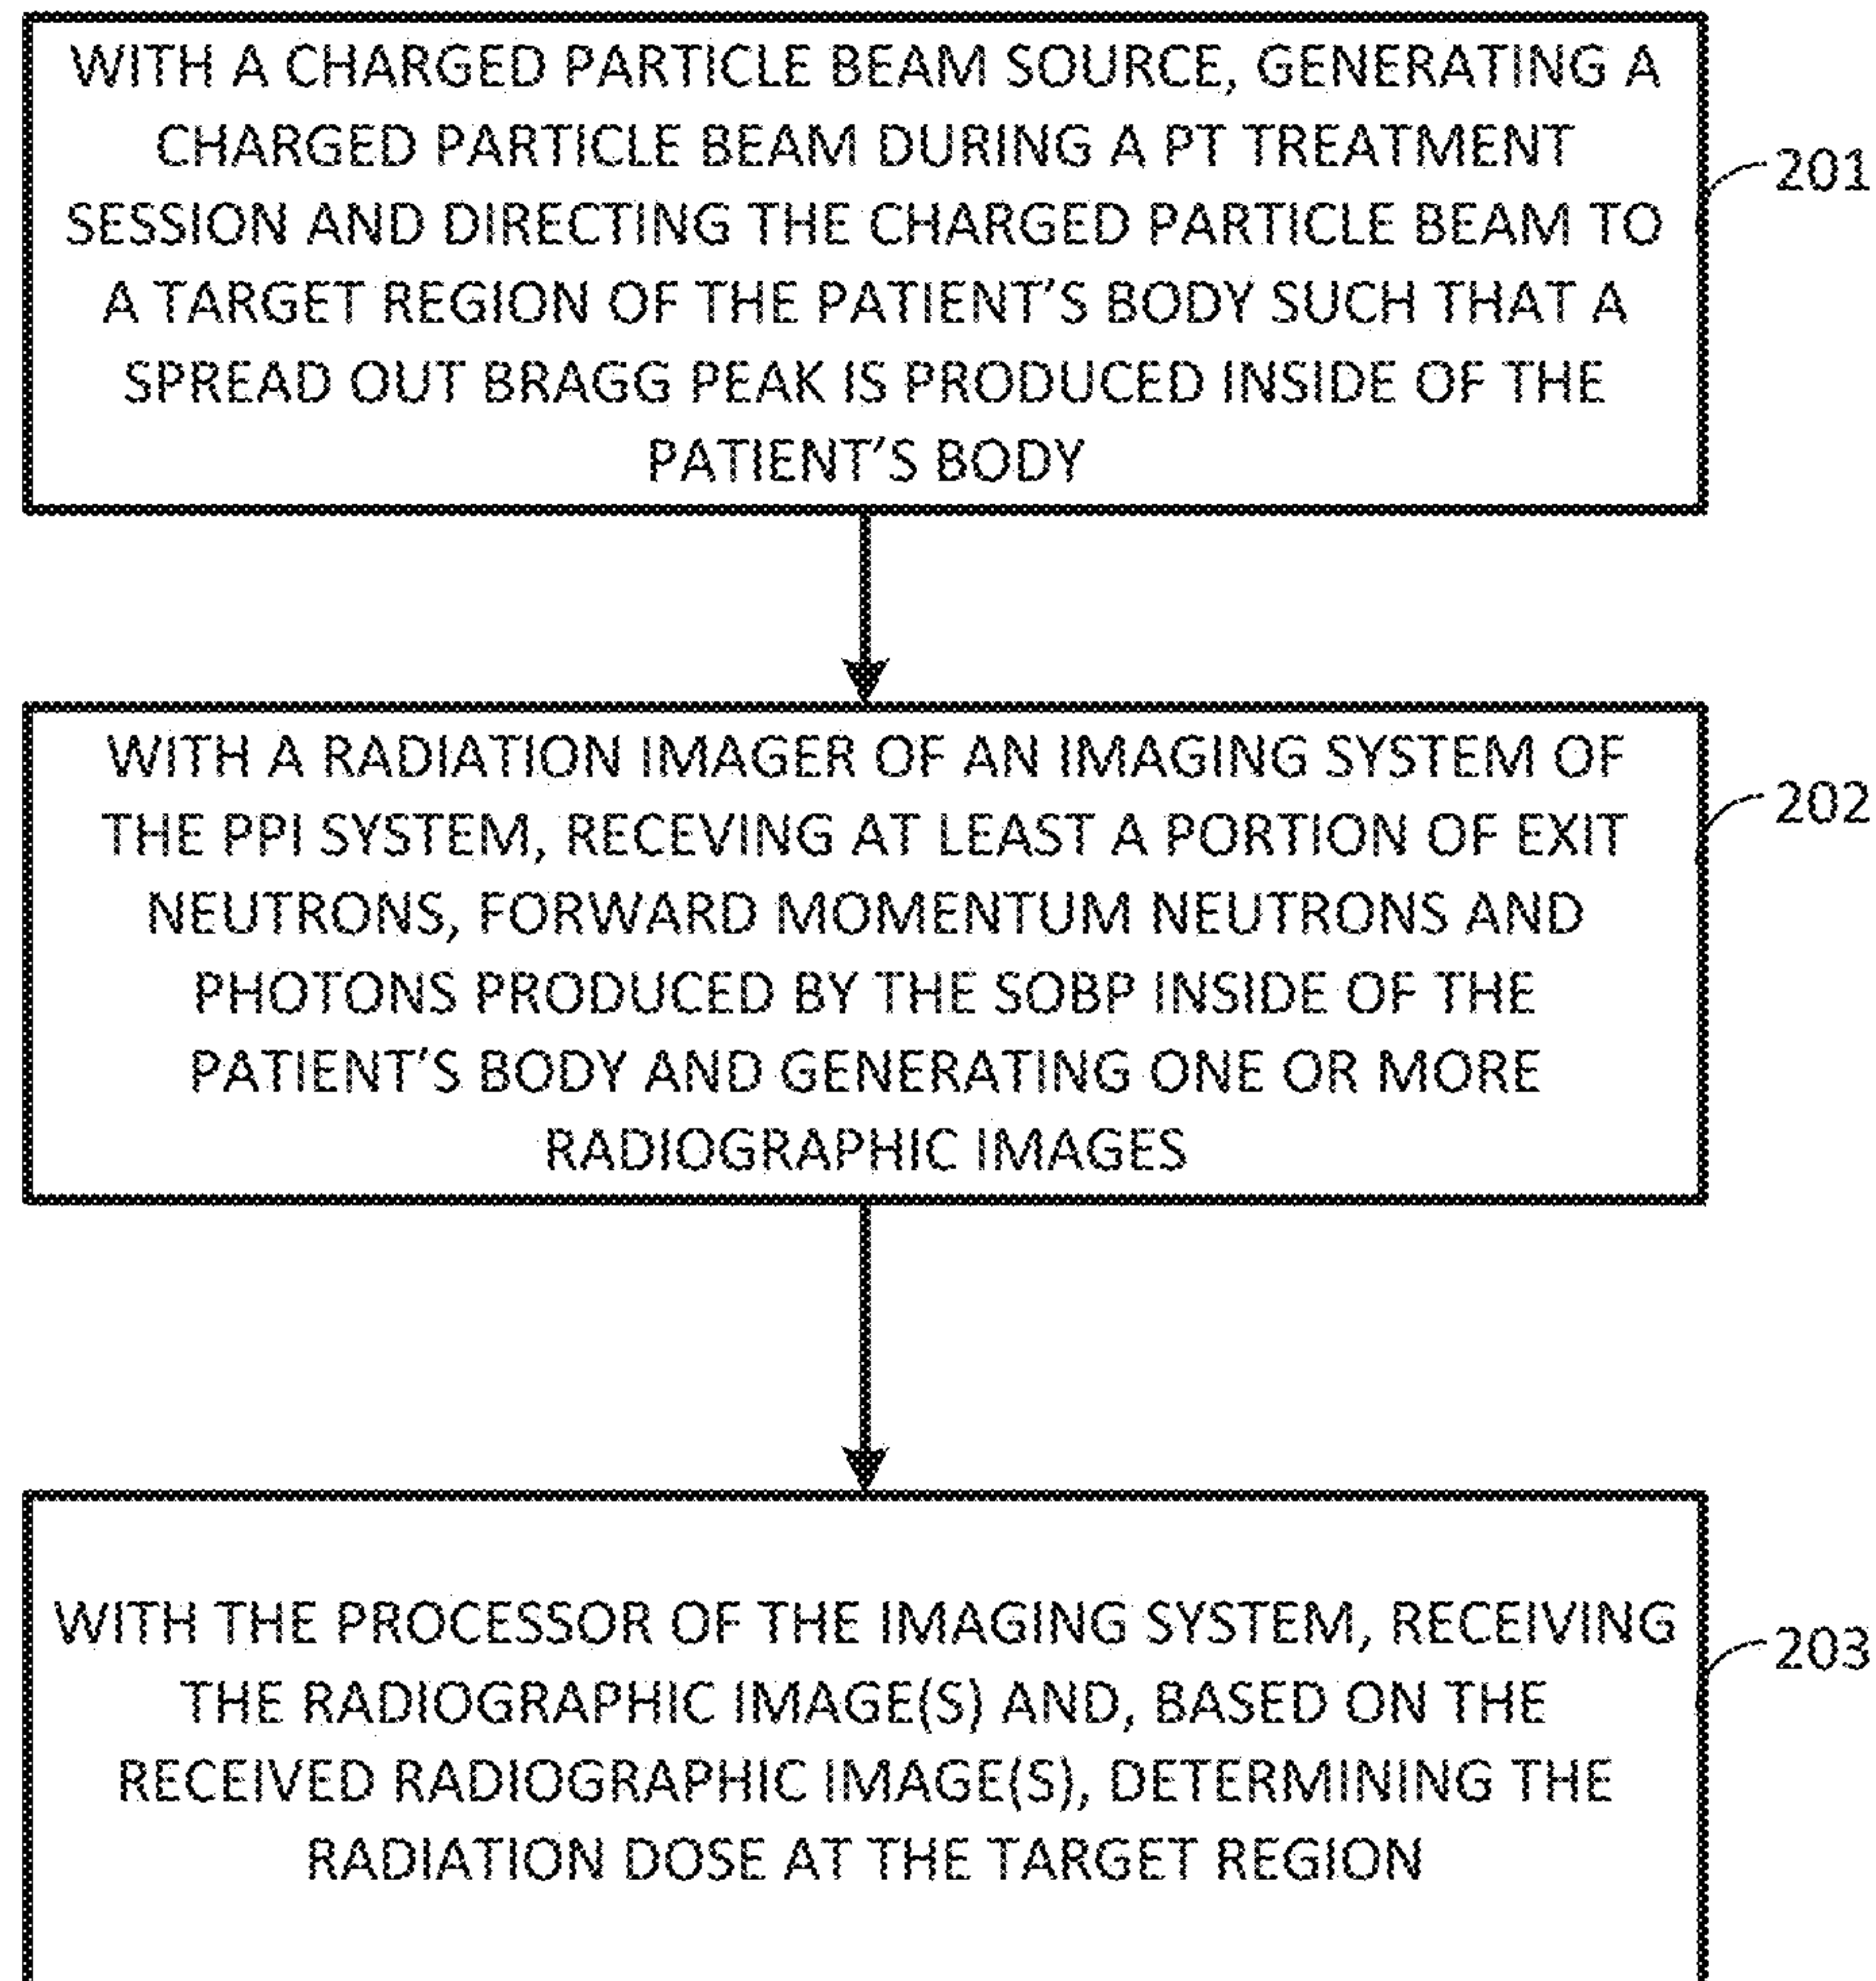 WITH A CHARGED PARTICLE BEAM SOURCE, GENERATING A
CHARGED PARTICLE BEAM DURING A PT TREATMENT
SESSION AND DIRECTING THE CHARGED PARTICLE BEAM TO
A TARGET REGION OF THE PATIENT'S BODY SUCH THAT A
SPREAD OUT BRAGG PEAK IS PRODUCED INSIDE OF THE
PATIENT'S BODY
201
WITH A RADIATION IMAGER OF AN IMAGING SYSTEM OF
THE PPI SYSTEM, RECEVING AT LEAST A PORTION OF EXIT
NEUTRONS, FORWARD MOMENTUM NEUTRONS AND
PHOTONS PRODUCED BY THE SOBP INSIDE OF THE
PATIENT'S BODY AND GENERATING ONE OR MORE
RADIOGRAPHIC IMAGES
202
WITH THE PROCESSOR OF THE IMAGING SYSTEM, RECEIVING
THE RADIOGRAPHIC IMAGE(S) AND, BASED ON THE
RECEIVED RADIOGRAPHIC IMAGE(S), DETERMINING THE
RADIATION DOSE AT THE TARGET REGION
203